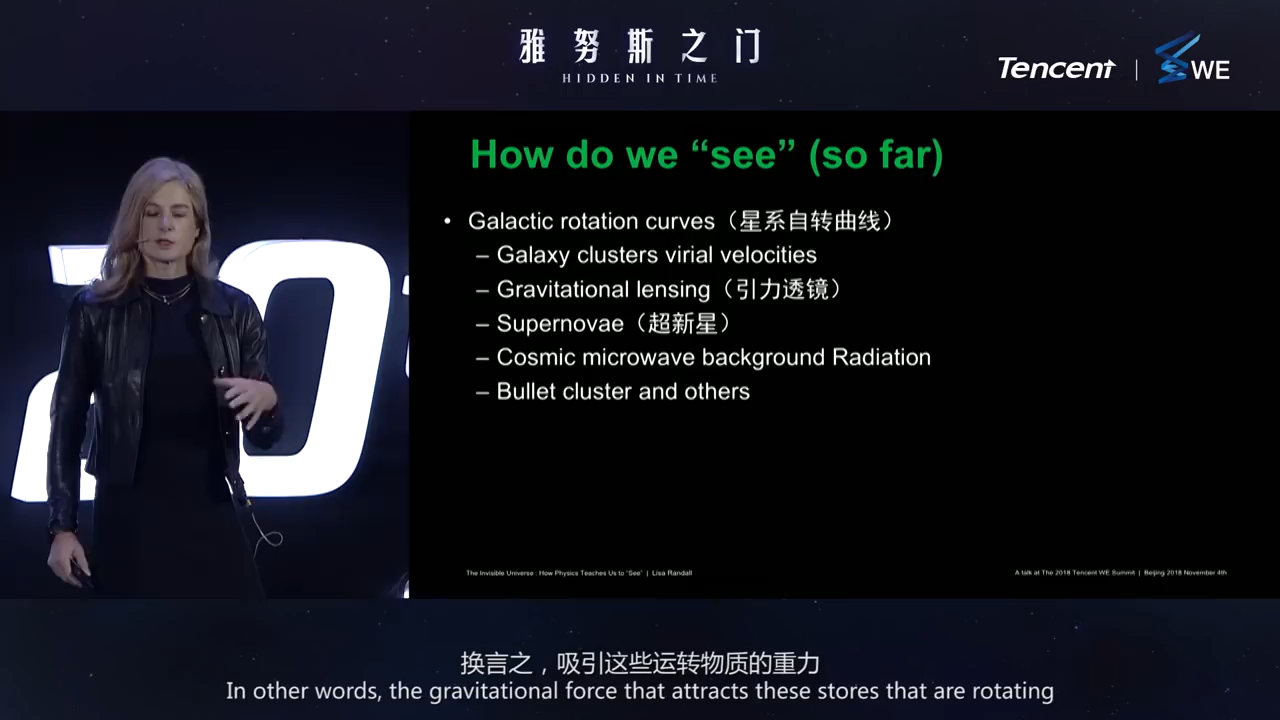 雅努斯之门
HIDDEN IN TIME
Tencent | WE
20
How do we “see” (so far)
• Galactic rotation curves（星系自转曲线）
– Galaxy clusters virial velocities
– Gravitational lensing（引力透镜）
– Supernovae（超新星）
– Cosmic microwave background Radiation
– Bullet cluster and others
The Invisible Universe : How Physics Teaches Us to “See” | Lisa Randall
A talk at The 2018 Tencent WE Summit | Beijing 2018 November 4th
换言之，吸引这些运转物质的重力
In other words, the gravitational force that attracts these stores that are rotating